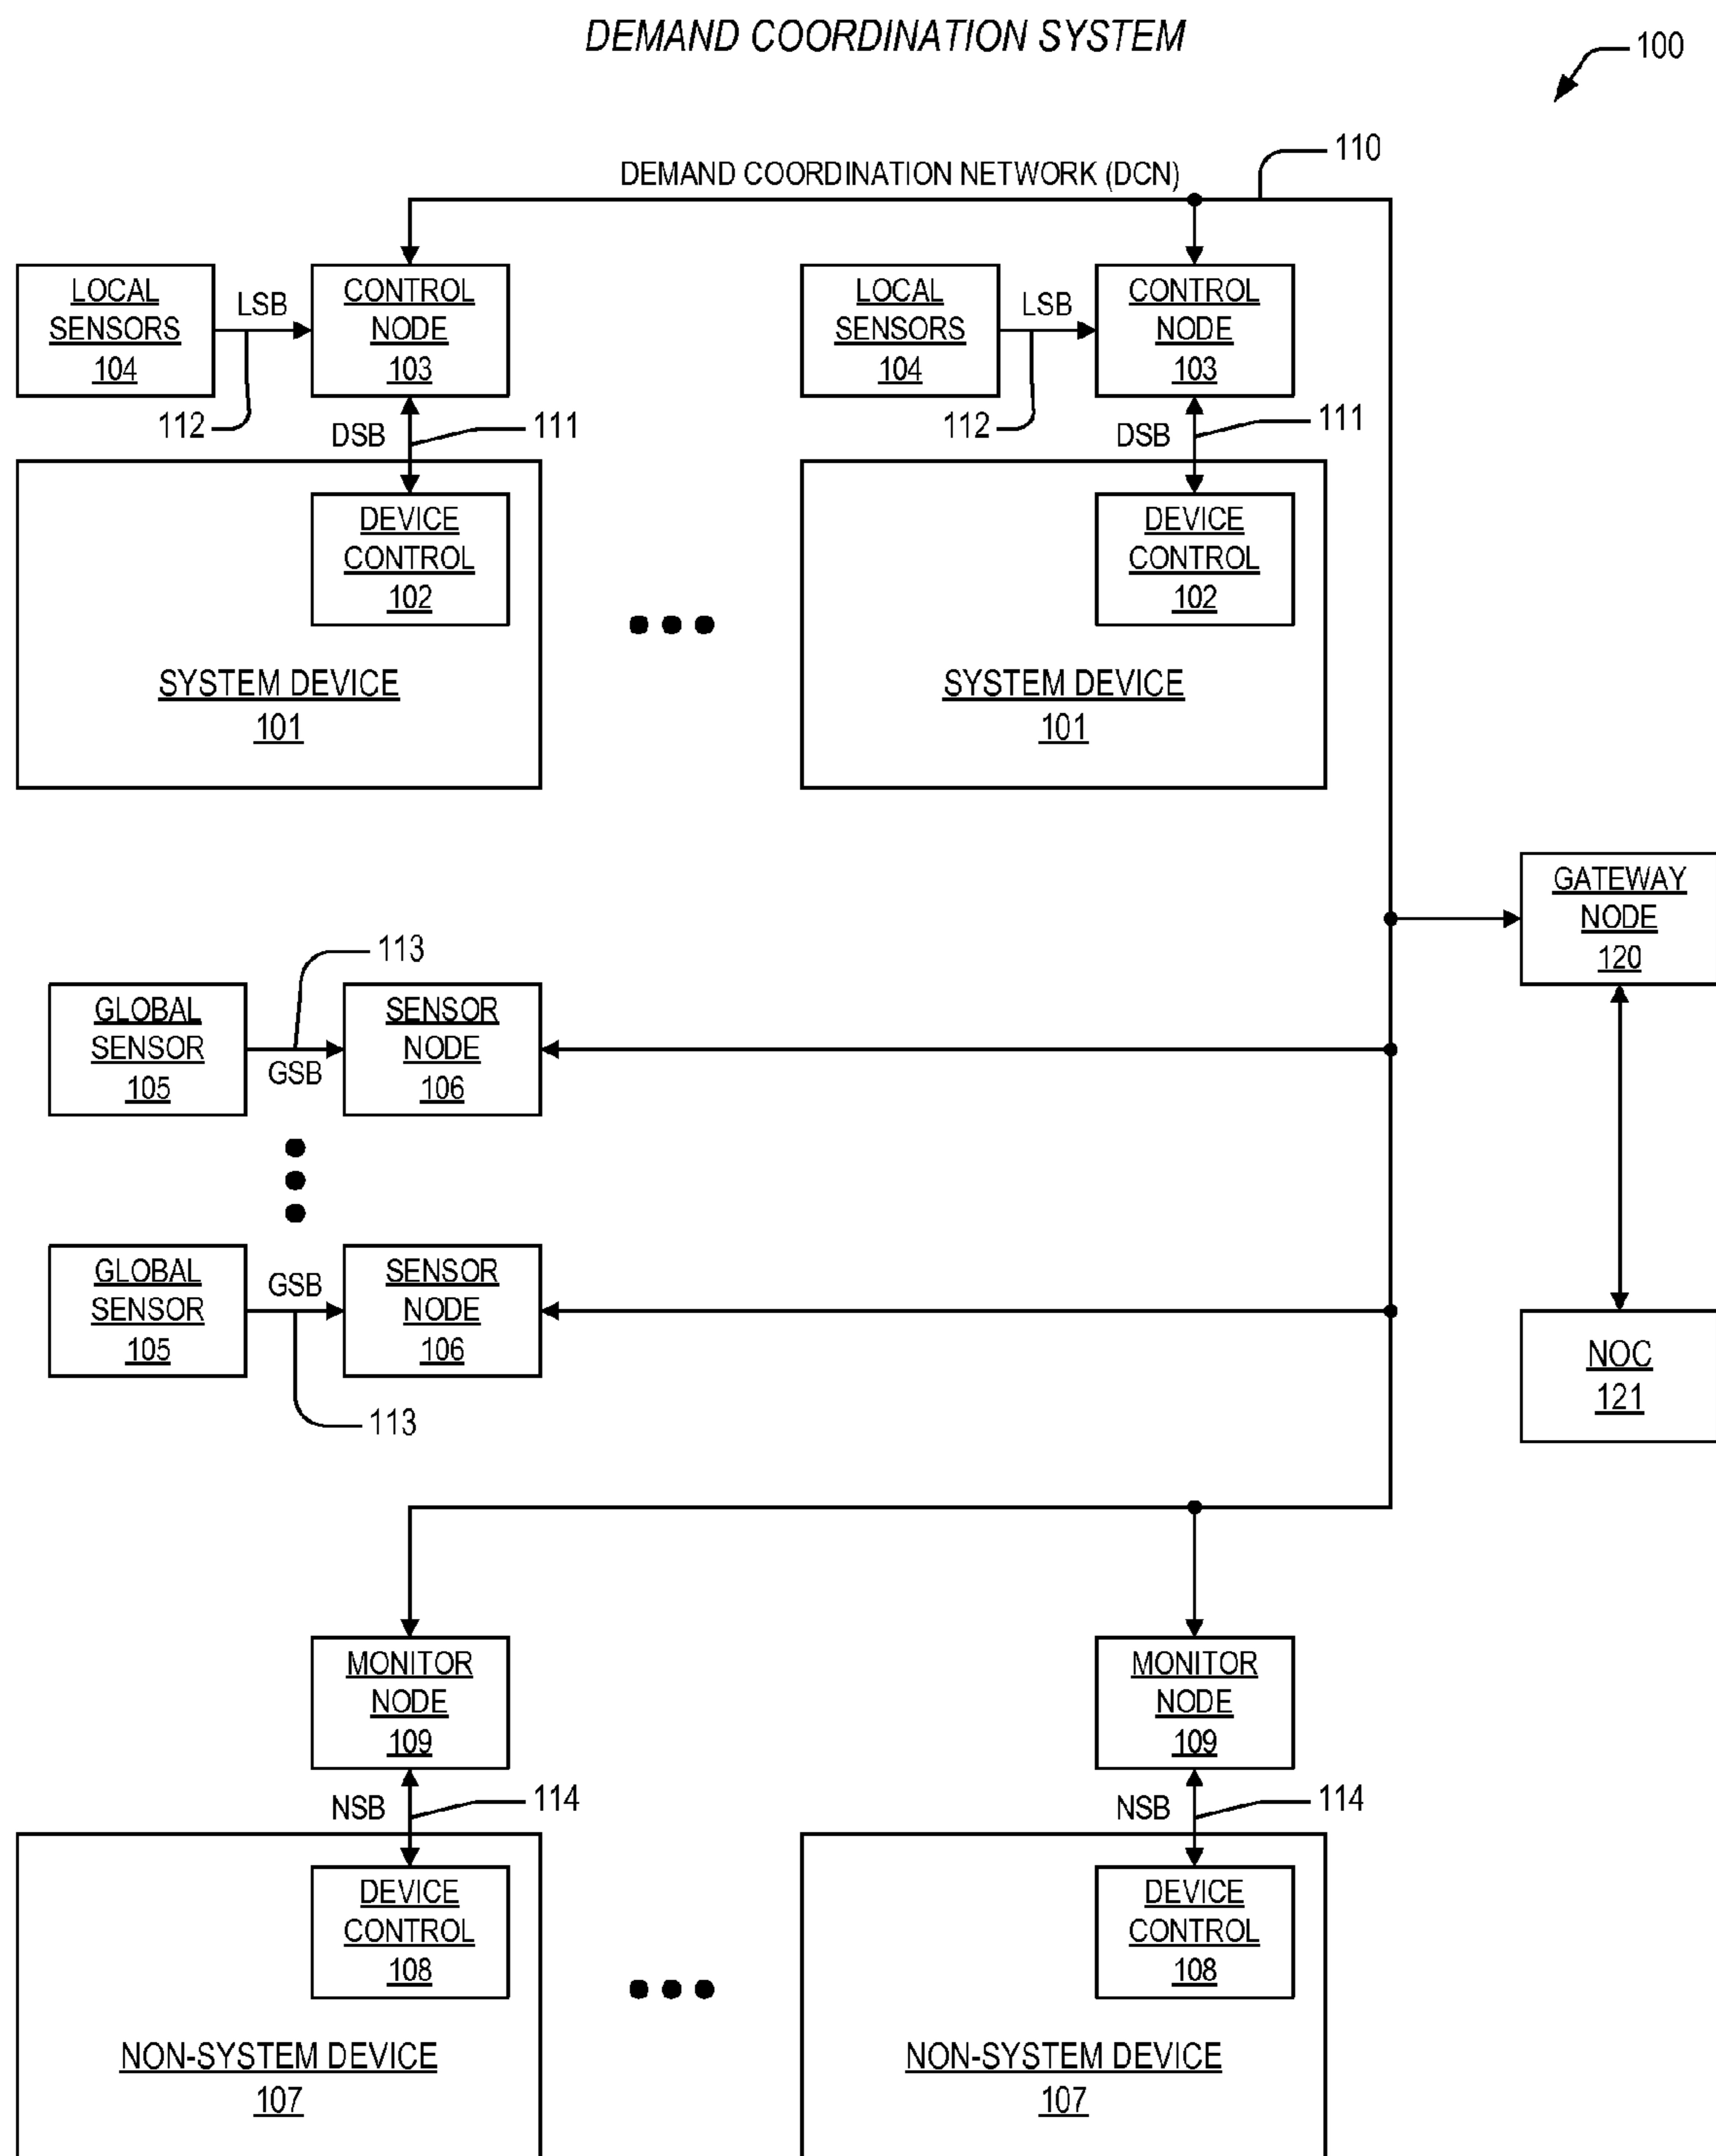 DEMAND COORDINATION SYSTEM
100
110
DEMAND COORDINATION NETWORK (DCN)
LOCAL
SENSORS
104
LSB
CONTROL
NODE
103
LOCAL
SENSORS
104
LSB
CONTROL
NODE
103
112
DSB
111
112
DSB
111
DEVICE
CONTROL
102
SYSTEM DEVICE
101
DEVICE
CONTROL
102
SYSTEM DEVICE
101
GATEWAY
NODE
120
113
GLOBAL
SENSOR
105
GSB
SENSOR
NODE
106
GLOBAL
SENSOR
105
GSB
SENSOR
NODE
106
113
NOC
121
MONITOR
NODE
109
MONITOR
NODE
109
NSB
114
NSB
114
DEVICE
CONTROL
108
NON-SYSTEM DEVICE
107
DEVICE
CONTROL
108
NON-SYSTEM DEVICE
107